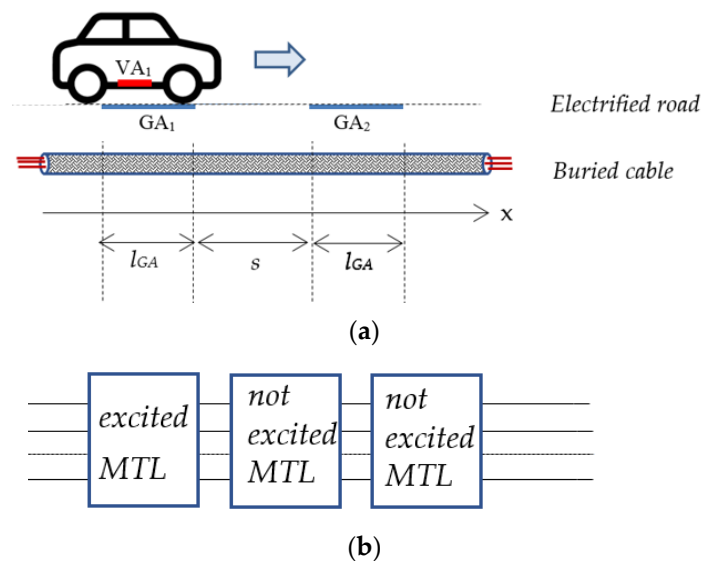 VA1
GA1
GA2
Electrified road
Buried cable
x
lGA
s
lGA
(a)
excited
MTL
not
excited
MTL
not
excited
MTL
(b)